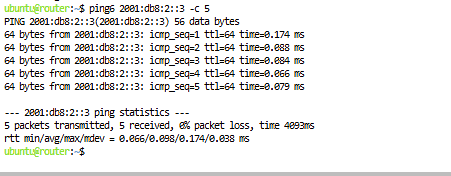 ubuntu@router:~$ ping6 2001:db8:2::3 -c 5
PING 2001:db8:2::3(2001:db8:2::3) 56 data bytes
64 bytes from 2001:db8:2::3: icmp_seq=1 ttl=64 time=0.174 ms
64 bytes from 2001:db8:2::3: icmp_seq=2 ttl=64 time=0.088 ms
64 bytes from 2001:db8:2::3: icmp_seq=3 ttl=64 time=0.084 ms
64 bytes from 2001:db8:2::3: icmp_seq=4 ttl=64 time=0.066 ms
64 bytes from 2001:db8:2::3: icmp_seq=5 ttl=64 time=0.079 ms

--- 2001:db8:2::3 ping statistics ---
5 packets transmitted, 5 received, 0% packet loss, time 4093ms
rtt min/avg/max/mdev = 0.066/0.098/0.174/0.038 ms
ubuntu@router:~$